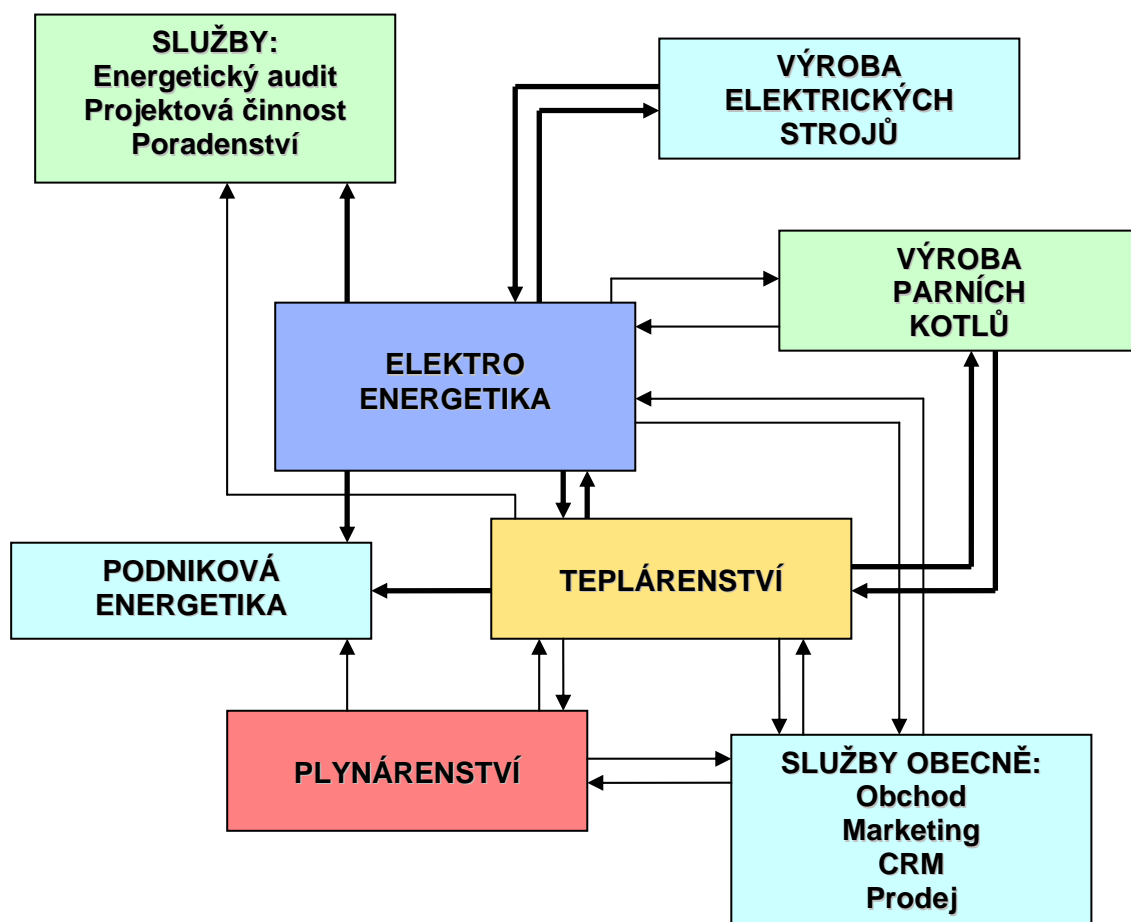 SLUŽBY:
Energetický audit
Projektová činnost
Poradenství
VÝROBA
ELEKTRICKÝCH
STROJŮ
VÝROBA
PARNÍCH
KOTLŮ
ELEKTRO
ENERGETIKA
TEPLÁRENSTVÍ
PODNIKOVÁ
ENERGETIKA
PLYNÁRENSTVÍ
SLUŽBY OBECNĚ:
Obchod
Marketing
CRM
Prodej